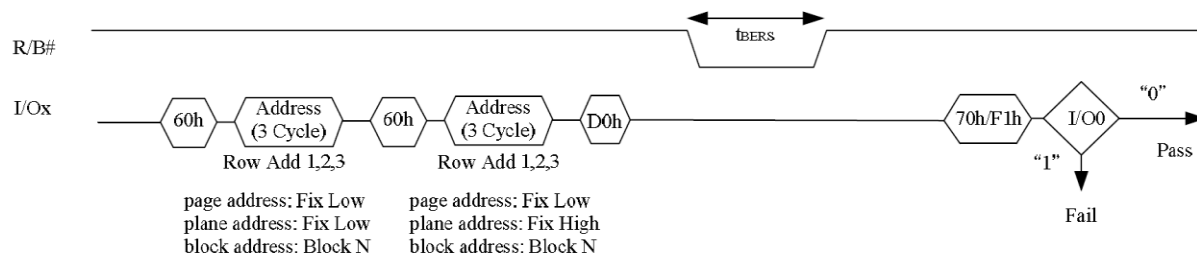 tBERS
R/B#
I/Ox
60h
Address
(3 Cycle)
60h
Address
(3 Cycle)
D0h
70h/F1h
I/O0
“0”
Pass
“1”
Fail
Row Add 1,2,3
Row Add 1,2,3
page address: Fix Low
plane address: Fix Low
block address: Block N
page address: Fix Low
plane address: Fix High
block address: Block N